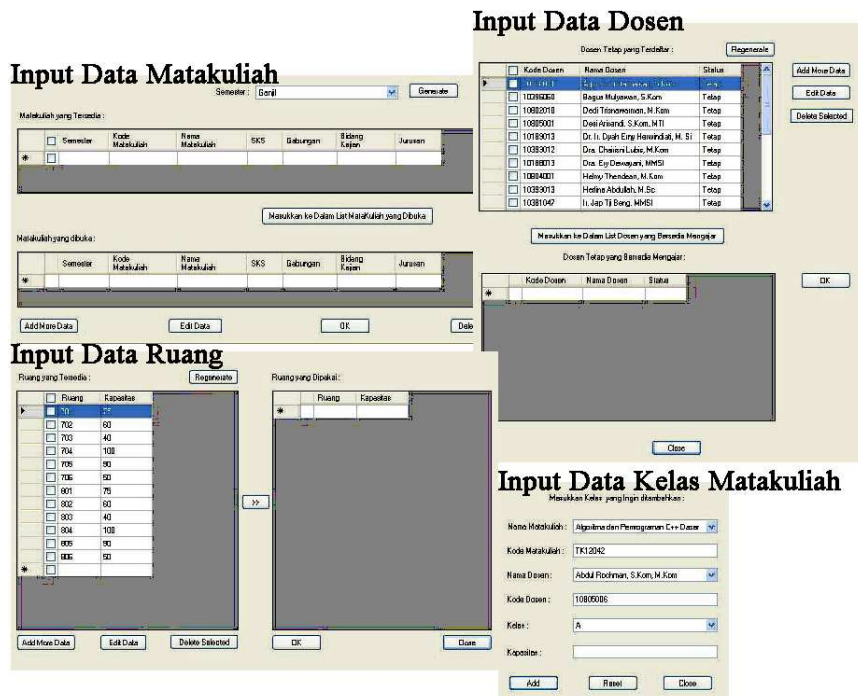 Input Data Matakuliah
Semester : Ganjil Generate
Matakuliah yang Tersedia :
Semester Kode Matakuliah Nama Matakuliah SKS Gabungan Bidang Kajian Jurusan
*
Masukkan ke Dalam List MataKuliah yang Dibuka
Matakuliah yang dibuka :
Semester Kode Matakuliah Nama Matakuliah SKS Gabungan Bidang Kajian Jurusan
*
Add More Data Edit Data OK Dele
Input Data Dosen
Dosen Tetap yang Terdaftar : Regenerate
Kode Dosen Nama Dosen Status
10396060 Bagus Mulyawan, S.Kom Tetap
10802010 Dedi Trisnawarman, M.Kom Tetap
10805001 Desi Arisandi, S.Kom, MTI Tetap
10189013 Dr. Ir. Dyah Erny Herwindiati, M. Si Tetap
10393012 Dra. Chairisni Lubis, M.Kom Tetap
10188013 Dra. Ery Dewayani, MMSI Tetap
10804001 Helmy Thendean, M.Kom Tetap
10393013 Herlina Abdullah, M.Sc Tetap
10381047 Ir. Jap Tji Beng, MMSI Tetap
Add More Data
Edit Data
Delete Selected
Masukkan ke Dalam List Dosen yang Bersedia Mengajar
Dosen Tetap yang Bersedia Mengajar :
Kode Dosen Nama Dosen Status
*
OK
Close
Input Data Ruang
Ruang yang Tersedia : Regenerate
Ruang Kapasitas
701 75
702 60
703 40
704 100
705 90
706 50
801 75
802 60
803 40
804 100
805 90
806 50
*
Add More Data Edit Data Delete Selected
>>
Ruang yang Dipakai :
Ruang Kapasitas
*
OK Close
Input Data Kelas Matakuliah
Masukkan Kelas yang Ingin ditambahkan :
Nama Matakuliah : Algoritma dan Pemrograman C++ Dasar
Kode Matakuliah : TK12042
Nama Dosen : Abdul Rochman, S.Kom, M.Kom
Kode Dosen : 10805006
Kelas : A
Kapasitas :
Add Reset Close